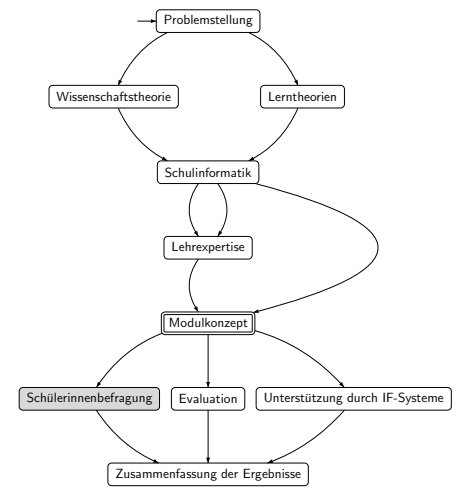 Problemstellung
Wissenschaftstheorie
Lerntheorien
Schulinformatik
Lehrexpertise
Modulkonzept
Schülerinnenbefragung
Evaluation
Unterstützung durch IF-Systeme
Zusammenfassung der Ergebnisse